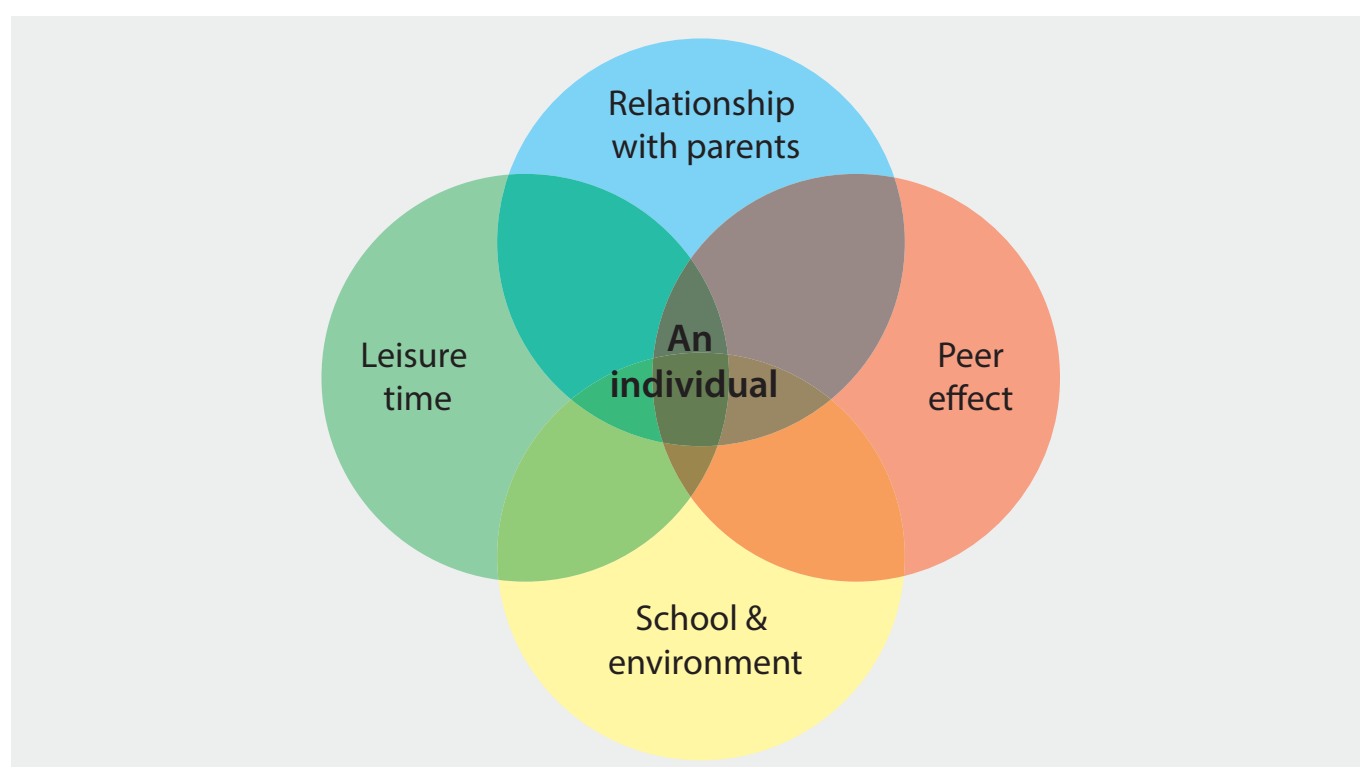 Relationship
with parents
Leisure
time
An
individual
Peer
effect
School &
environment